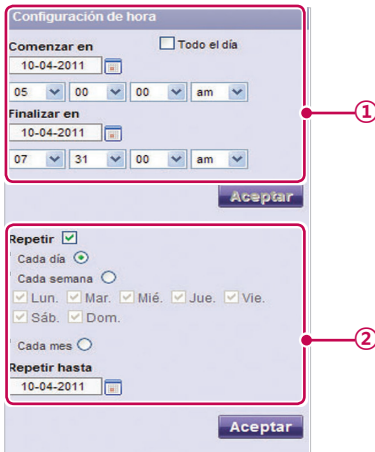 Configuración de hora
Comenzar en Todo el día
10-04-2011
05 00 00 am
①
Finalizar en
10-04-2011
07 31 00 am
Aceptar
Repetir
Cada día
Cada semana
Lun. Mar. Mié. Jue. Vie.
Sáb. Dom.
②
Cada mes
Repetir hasta
10-04-2011
Aceptar